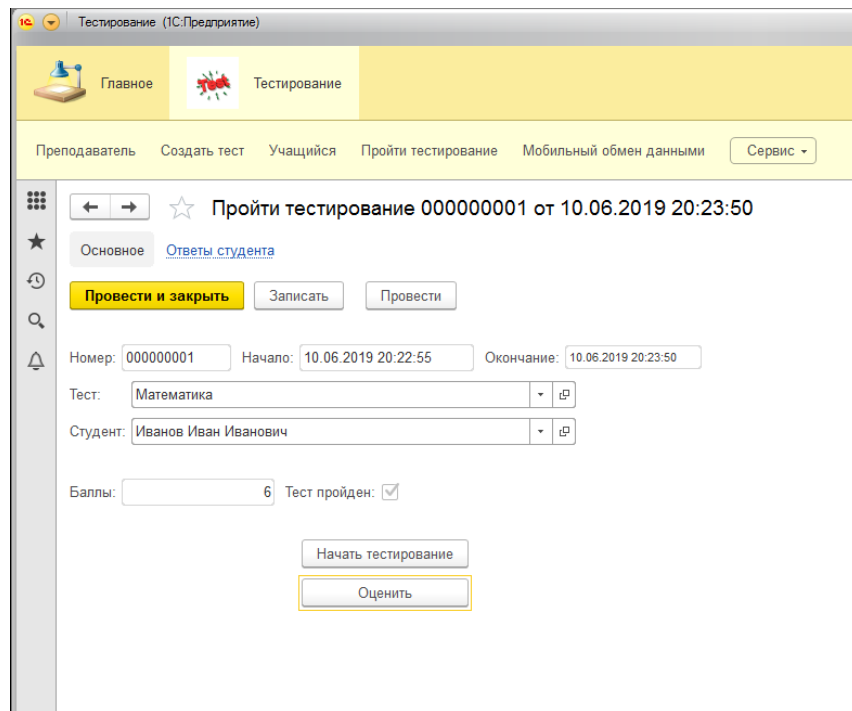 Тестирование (1С:Предприятие)
Главное
Тестирование
Преподаватель Создать тест Учащийся Пройти тестирование Мобильный обмен данными Сервис
Пройти тестирование 000000001 от 10.06.2019 20:23:50
Основное Ответы студента
Провести и закрыть Записать Провести
Номер: 000000001 Начало: 10.06.2019 20:22:55 Окончание: 10.06.2019 20:23:50
Тест: Математика
Студент: Иванов Иван Иванович
Баллы: 6 Тест пройден:
Начать тестирование
Оценить